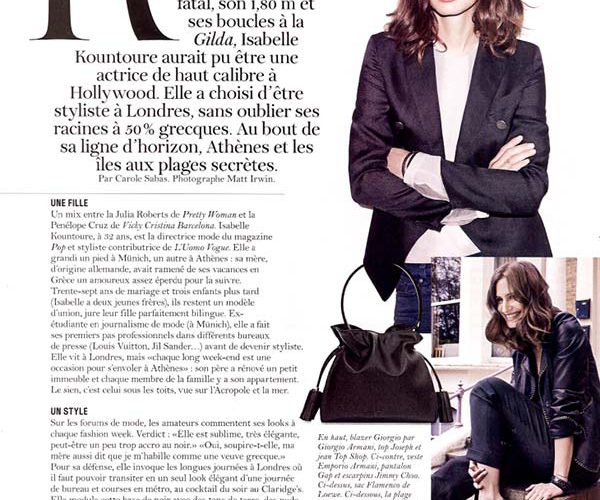 R
fatal, son 1,80 m et
ses boucles à la
Gilda, Isabelle
Kountoure aurait pu être une
actrice de haut calibre à
Hollywood. Elle a choisi d’être
styliste à Londres, sans oublier ses
racines à 50 % grecques. Au bout de
sa ligne d’horizon, Athènes et les
îles aux plages secrètes.
Par Carole Sabas. Photographe Matt Irwin.
UNE FILLE
Un mix entre la Julia Roberts de Pretty Woman et la
Penélope Cruz de Vicky Cristina Barcelona. Isabelle
Kountoure, à 32 ans, est la directrice mode du magazine
Pop et styliste contributrice de L’Uomo Vogue. Elle a
grandi un pied à Münich, un autre à Athènes : sa mère,
d’origine allemande, avait ramené de ses vacances en
Grèce un amoureux assez éperdu pour la suivre.
Trente-sept ans de mariage et trois enfants plus tard
(Isabelle a deux jeunes frères), ils restent un modèle
d’union, jure leur fille parfaitement bilingue. Ex-
étudiante en journalisme de mode (à Münich), elle a fait
ses premiers pas professionnels dans différents bureaux
de presse (Louis Vuitton, Jil Sander…) avant de devenir styliste.
Elle vit à Londres, mais «chaque long week-end est une
occasion pour s’envoler à Athènes» : son père a rénové un petit
immeuble et chaque membre de la famille y a son appartement.
Le sien, c’est celui sous les toits, vue sur l’Acropole et la mer.
UN STYLE
Sur les forums de mode, les amateurs commentent ses looks à
chaque fashion week. Verdict : «Elle est sublime, très élégante,
peut-être un peu trop accro au noir.» «Oui, soupire-t-elle, ma
mère aussi dit que je m’habille comme une veuve grecque.»
Pour sa défense, elle invoque les longues journées à Londres où
il faut pouvoir transiter en un seul look élégant d’une journée
de bureau et courses en métro, au cocktail du soir au Claridge’s.
En haut, blazer Giorgio par
Giorgio Armani, top Joseph et
jean Top Shop. Ci-contre, veste
Emporio Armani, pantalon
Gap et escarpins Jimmy Choo.
Ci-dessus, sac Flamenco de
Loewe. Ci-dessous, la plage